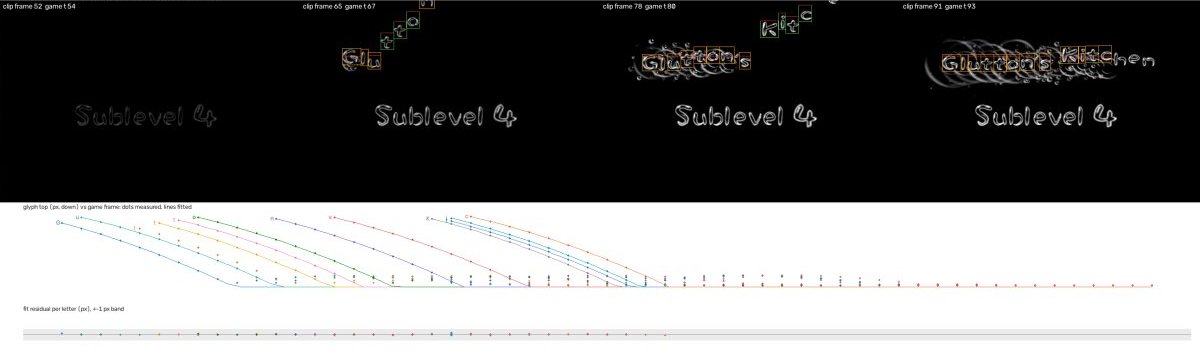 clip frame 52 game t 54
clip frame 65 game t 67
clip frame 78 game t 80
clip frame 91 game t 93
Glutton's
Glutton's Kitchen
Sublevel 4
Sublevel 4
Sublevel 4
Sublevel 4
glyph top (px, down) vs game frame: dots measured, lines fitted
fit residual per letter (px), +-1 px band